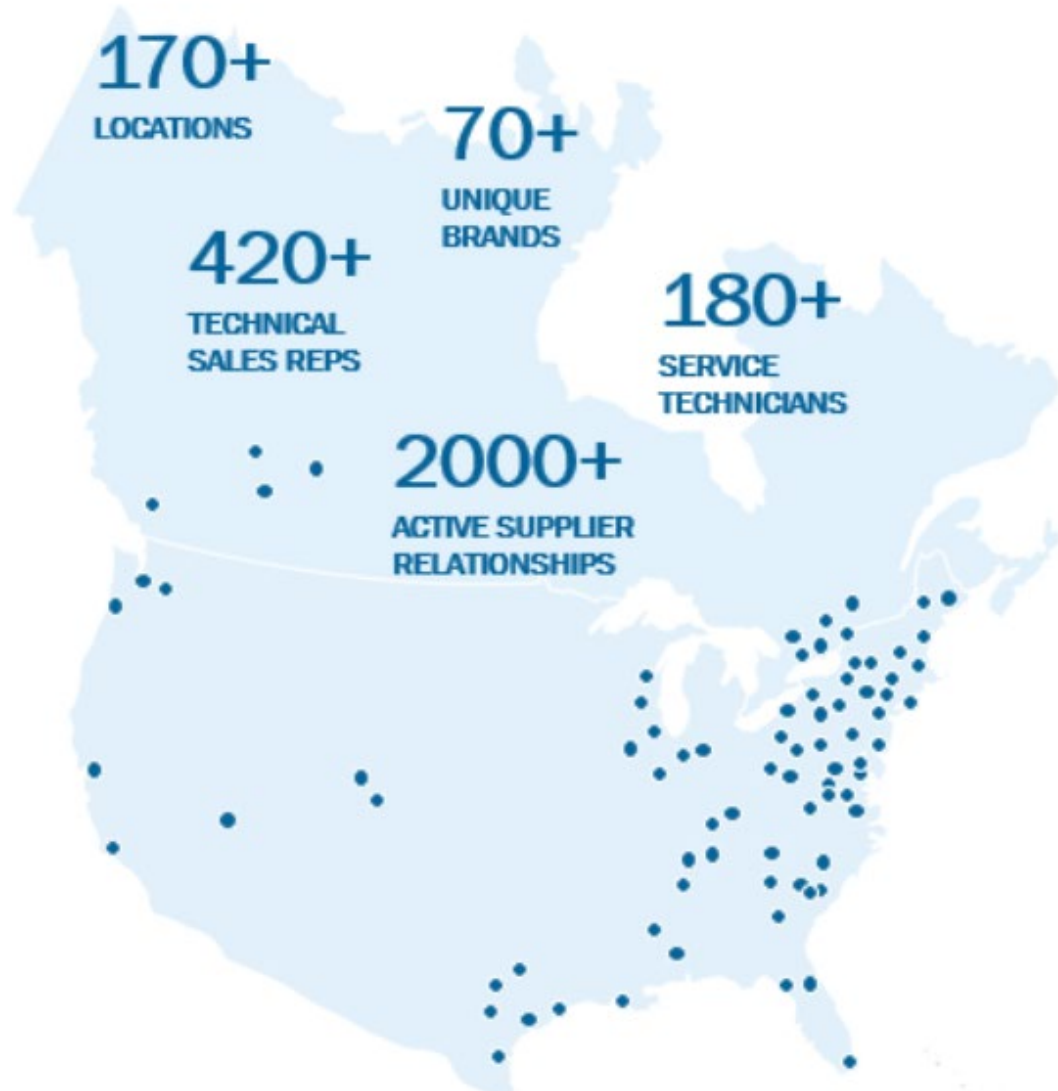 170+
LOCATIONS
70+
UNIQUE
BRANDS
420+
TECHNICAL
SALES REPS
180+
SERVICE
TECHNICIANS
2000+
ACTIVE SUPPLIER
RELATIONSHIPS